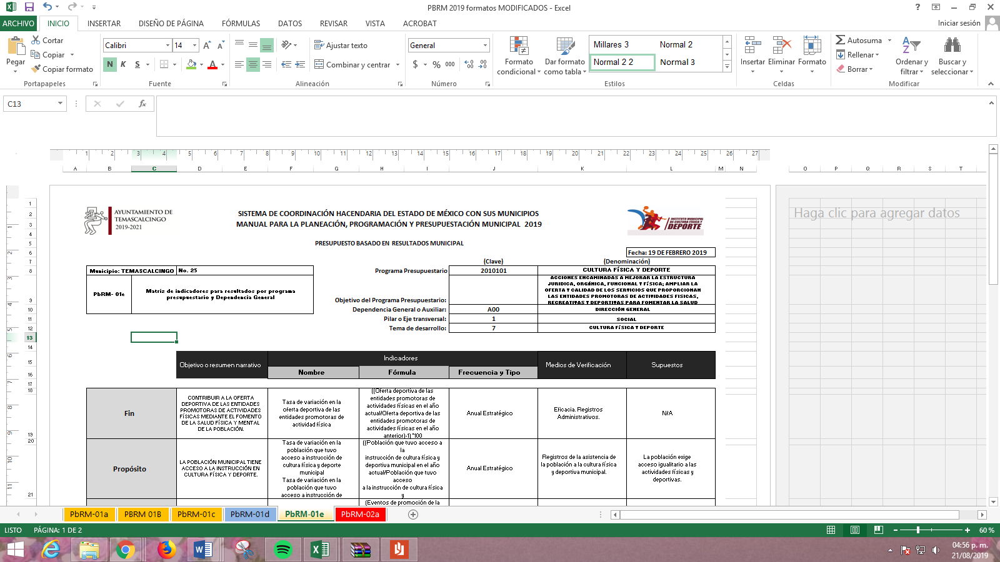 PBRM 2019 formatos MODIFICADOS - Excel
ARCHIVO INICIO INSERTAR DISEÑO DE PÁGINA FÓRMULAS DATOS REVISAR VISTA ACROBAT Iniciar sesión
Pegar
Cortar
Copiar
Copiar formato
Portapapeles
Calibri 14
N K S
Fuente
Ajustar texto
Combinar y centrar
Alineación
General
$ % 000
Número
Formato condicional
Dar formato como tabla
Millares 3 Normal 2
Normal 2 2 Normal 3
Estilos
Insertar Eliminar Formato
Celdas
Autosuma
Rellenar
Borrar
Ordenar y filtrar
Buscar y seleccionar
Modificar
C13
fx
1 2 3 4 5 6 7 8 9 10 11 12 13 14 15 16 17 18 19 20 21 22 23 24 25 26 27
A B C D E F G H I J K L M N O P Q R S T
AYUNTAMIENTO DE
TEMASCALCINGO
2019-2021
SISTEMA DE COORDINACIÓN HACENDARIA DEL ESTADO DE MÉXICO CON SUS MUNICIPIOS
MANUAL PARA LA PLANEACIÓN, PROGRAMACIÓN Y PRESUPUESTACIÓN MUNICIPAL 2019
INSTITUTO MUNICIPAL
DE CULTURA FÍSICA Y
DEPORTE
Haga clic para agregar datos
PRESUPUESTO BASADO EN RESULTADOS MUNICIPAL
Fecha: 19 DE FEBRERO 2019
(Clave) (Denominación)
Municipio: TEMASCALCINGO No. 25
PbRM- 01e
Matriz de indicadores para resultados por programa
presupuestario y Dependencia General
Programa Presupuestario 2010101 CULTURA FÍSICA Y DEPORTE
Objetivo del Programa Presupuestario:
ACCIONES ENCAMINADAS A MEJORAR LA ESTRUCTURA
JURIDICA, ORGÁNICA, FUNCIONAL Y FÍSICA; AMPLIAR LA
OFERTA Y CALIDAD DE LOS SERVICIOS QUE PROPORCIONAN
LAS ENTIDADES PROMOTORAS DE ACTIVIDADES FISICAS,
RECREATIVAS Y DEPORTIVAS PARA FOMENTAR LA SALUD
Dependencia General o Auxiliar: A00 DIRECCIÓN GENERAL
Pilar o Eje transversal: 1 SOCIAL
Tema de desarrollo: 7 CULTURA FÍSICA Y DEPORTE
Objetivo o resumen narrativo
Indicadores
Medios de Verificación
Supuestos
Nombre Fórmula Frecuencia y Tipo
Fin
CONTRIBUIR A LA OFERTA
DEPORTIVA DE LAS ENTIDADES
PROMOTORAS DE ACTIVIDADES
FÍSICAS MEDIANTE EL FOMENTO
DE LA SALUD FÍSICA Y MENTAL
DE LA POBLACIÓN.
Tasa de variación en la
oferta deportiva de las
entidades promotoras de
actividad física
((Oferta deportiva de las
entidades promotoras de
actividades físicas en el año
actual/Oferta deportiva de las
entidades promotoras de
actividades físicas en el año
anterior)-1) *100
Anual Estratégico
Eficacia. Registros
Administrativos.
N/A
Propósito
LA POBLACIÓN MUNICIPAL TIENE
ACCESO A LA INSTRUCCIÓN EN
CULTURA FÍSICA Y DEPORTE.
Tasa de variación en la
población que tuvo
acceso a instrucción de
cultura física y deporte
municipal
Tasa de variación en la
población que tuvo
acceso a instrucción de
((Población que tuvo acceso a
la
instrucción de cultura física y
deportiva municipal en el año
actual/Población que tuvo
acceso
a la instrucción de cultura física
y
Anual Estratégico
Registros de la asistencia de
la población a la cultura física
y deportiva municipal.
La población exige
acceso igualitario a las
actividades físicas y
deportivas.
(Eventos de promoción de la
PbRM-01a PBRM 01B PbRM-01c PbRM-01d PbRM-01e PbRM-02a
LISTO PÁGINA: 1 DE 2 60 %
04:56 p. m.
21/08/2019